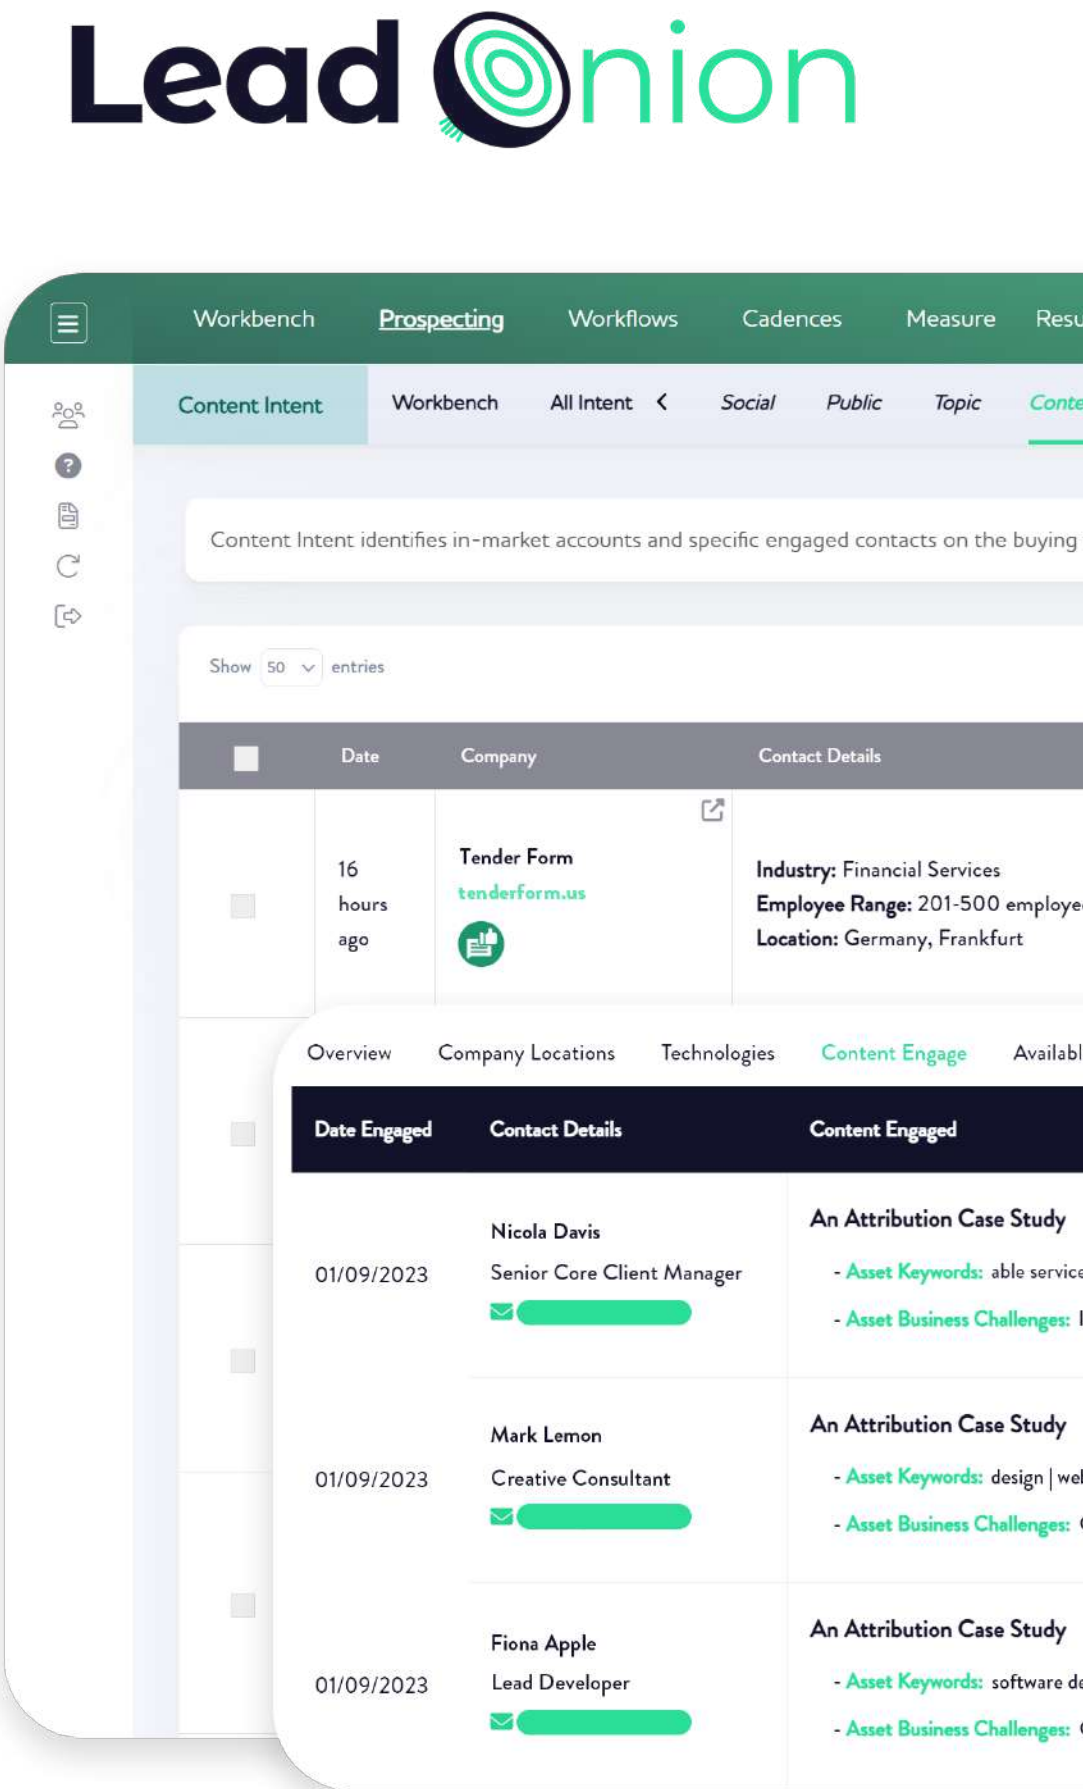 Lead Onion
Workbench Prospecting Workflows Cadences Measure Resu
Content Intent Workbench All Intent Social Public Topic Conte
Content Intent identifies in-market accounts and specific engaged contacts on the buying
Show 50 entries
Date Company Contact Details
16 hours ago
Tender Form
tenderform.us
Industry: Financial Services
Employee Range: 201-500 employe
Location: Germany, Frankfurt
Overview Company Locations Technologies Content Engage Availabl
Date Engaged Contact Details Content Engaged
01/09/2023
Nicola Davis
Senior Core Client Manager
An Attribution Case Study
- Asset Keywords: able service
- Asset Business Challenges:
01/09/2023
Mark Lemon
Creative Consultant
An Attribution Case Study
- Asset Keywords: design | we
- Asset Business Challenges:
01/09/2023
Fiona Apple
Lead Developer
An Attribution Case Study
- Asset Keywords: software de
- Asset Business Challenges: